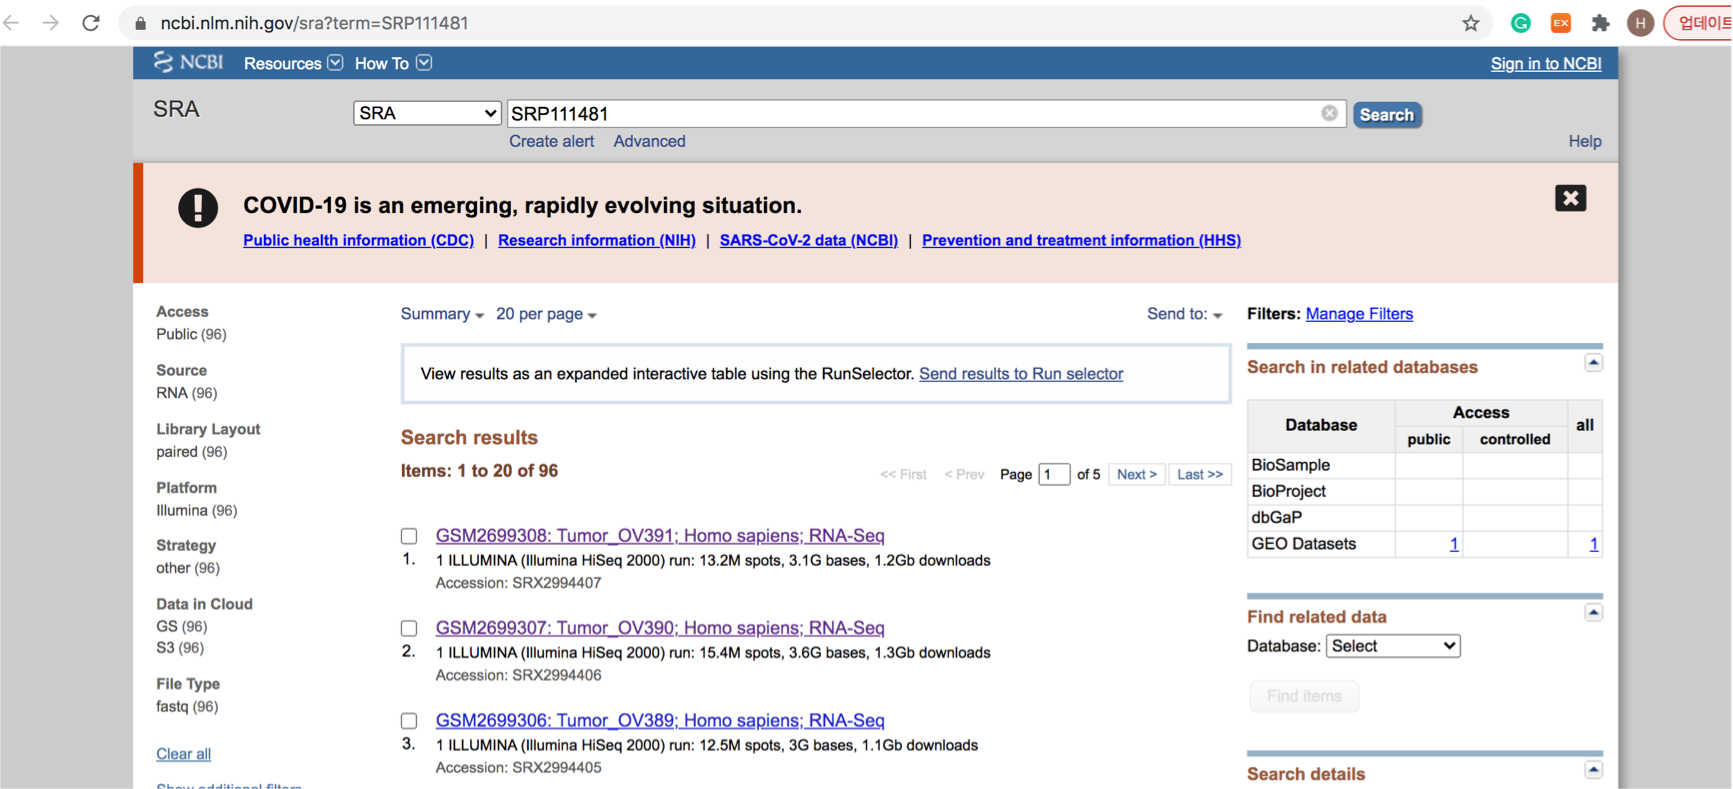 ncbi.nlm.nih.gov/sra?term=SRP111481
EX
H
업데이트
NCBI Resources How To Sign in to NCBI
SRA SRA SRP111481 Search
Create alert Advanced Help
COVID-19 is an emerging, rapidly evolving situation.
Public health information (CDC) | Research information (NIH) | SARS-CoV-2 data (NCBI) | Prevention and treatment information (HHS)
Access
Public (96)
Source
RNA (96)
Library Layout
paired (96)
Platform
Illumina (96)
Strategy
other (96)
Data in Cloud
GS (96)
S3 (96)
File Type
fastq (96)
Clear all
Show additional filters
Summary 20 per page Send to:
View results as an expanded interactive table using the RunSelector. Send results to Run selector
Search results
Items: 1 to 20 of 96
<< First < Prev Page 1 of 5 Next > Last >>
GSM2699308: Tumor_OV391; Homo sapiens; RNA-Seq
1. 1 ILLUMINA (Illumina HiSeq 2000) run: 13.2M spots, 3.1G bases, 1.2Gb downloads
Accession: SRX2994407
GSM2699307: Tumor_OV390; Homo sapiens; RNA-Seq
2. 1 ILLUMINA (Illumina HiSeq 2000) run: 15.4M spots, 3.6G bases, 1.3Gb downloads
Accession: SRX2994406
GSM2699306: Tumor_OV389; Homo sapiens; RNA-Seq
3. 1 ILLUMINA (Illumina HiSeq 2000) run: 12.5M spots, 3G bases, 1.1Gb downloads
Accession: SRX2994405
Filters: Manage Filters
Search in related databases
Database Access all
public controlled
BioSample
BioProject
dbGaP
GEO Datasets 1 1
Find related data
Database: Select
Find items
Search details